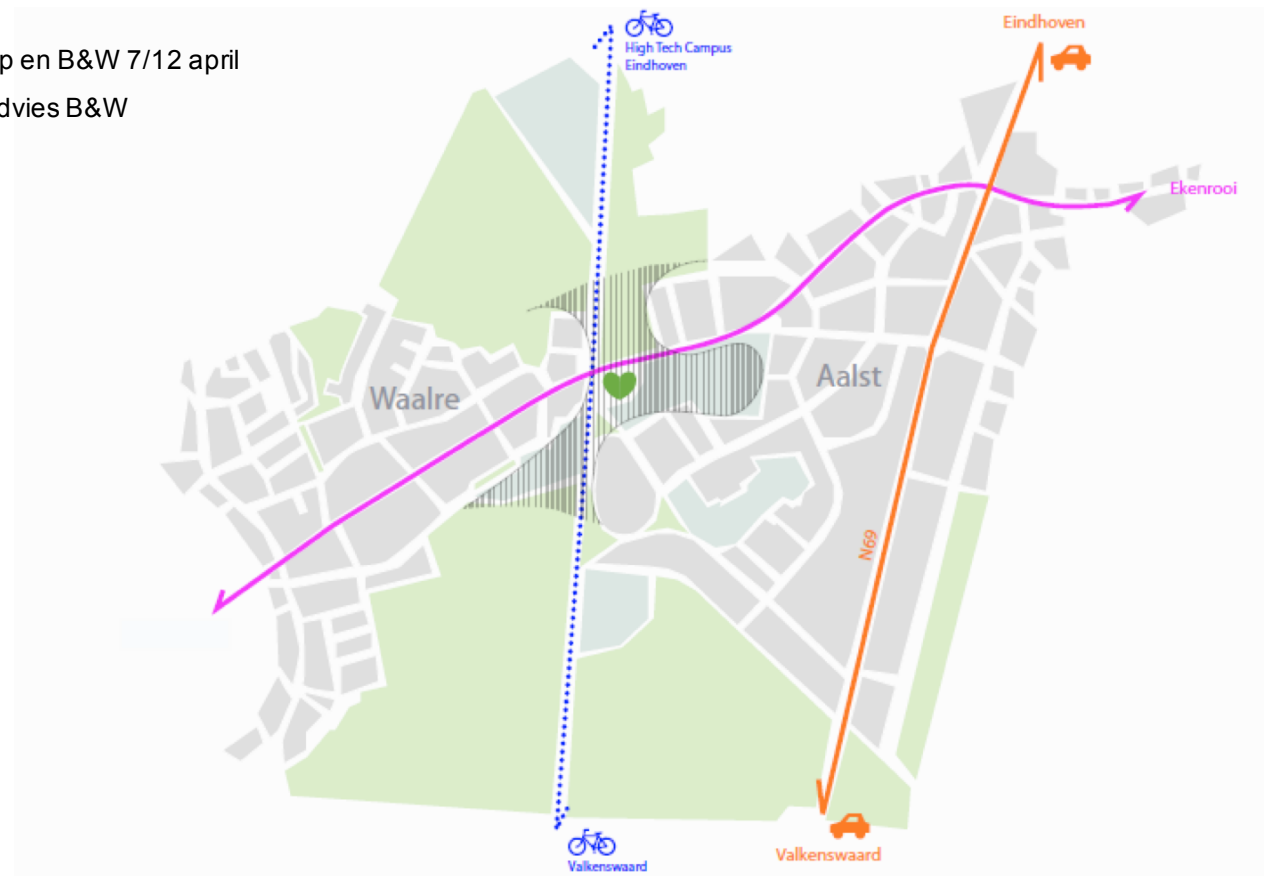 p en B&W 7/12 april
dvies B&W
High Tech Campus
Eindhoven
Eindhoven
Ekenrooi
Waalre
Aalst
N69
Valkenswaard
Valkenswaard